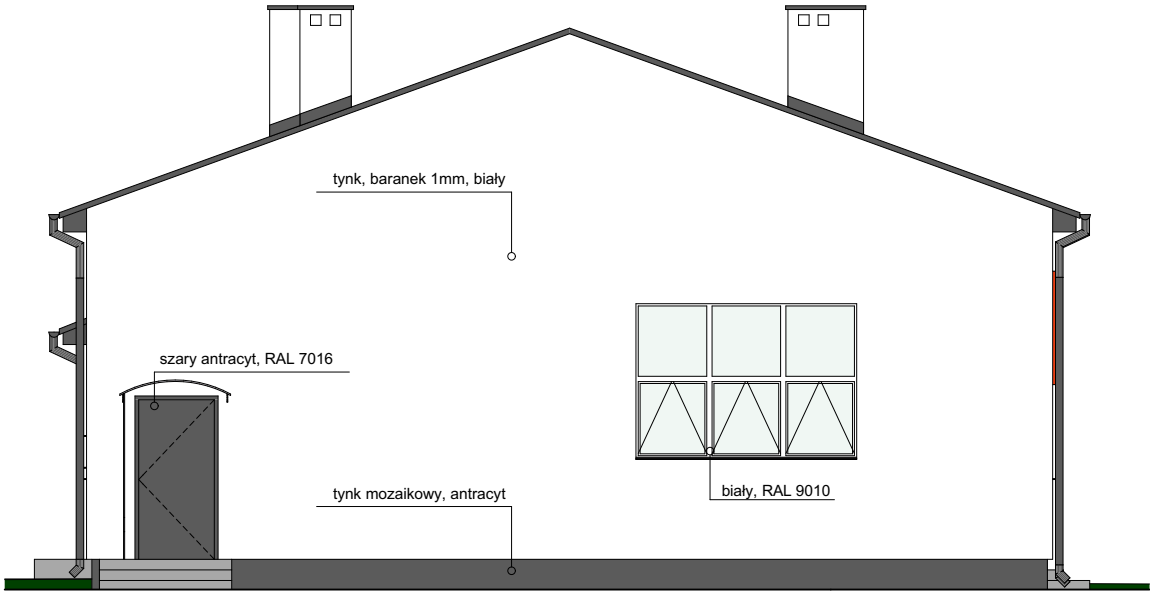 tynk, baranek 1mm, biały
szary antracyt, RAL 7016
tynk mozaikowy, antracyt
biały, RAL 9010